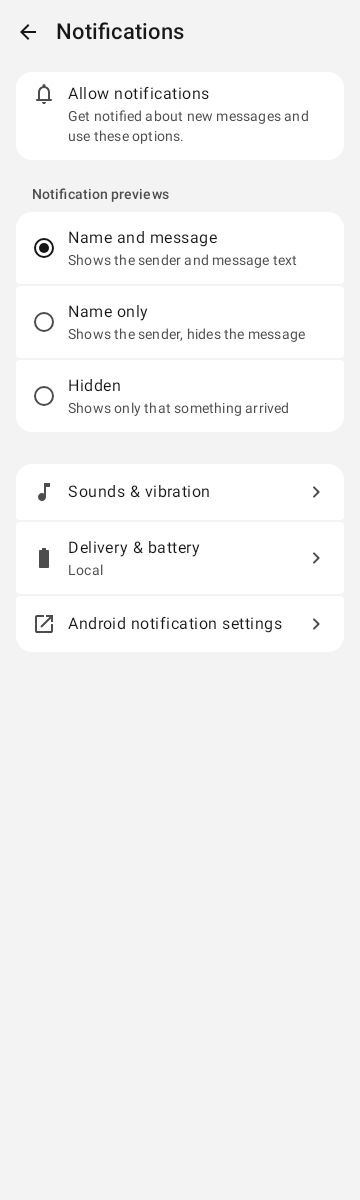 Notifications
Allow notifications
Get notified about new messages and
use these options.
Notification previews
Name and message
Shows the sender and message text
Name only
Shows the sender, hides the message
Hidden
Shows only that something arrived
Sounds & vibration
Delivery & battery
Local
Android notification settings